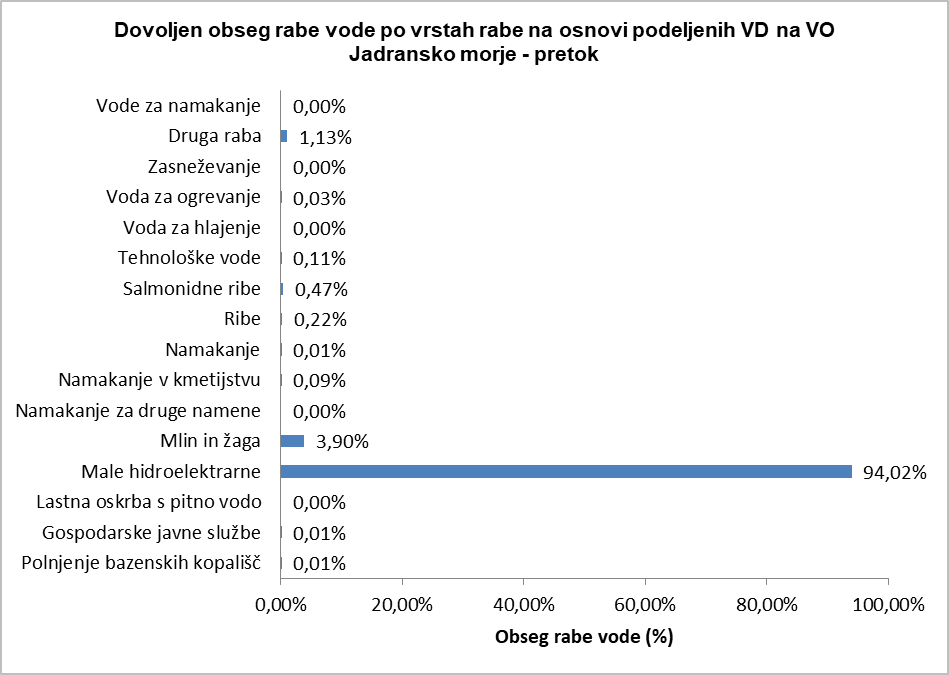 Dovoljen obseg rabe vode po vrstah rabe na osnovi podeljenih VD na VO
Jadransko morje - pretok
Vode za namakanje 0,00%
Druga raba 1,13%
Zasneževanje 0,00%
Voda za ogrevanje 0,03%
Voda za hlajenje 0,00%
Tehnološke vode 0,11%
Salmonidne ribe 0,47%
Ribe 0,22%
Namakanje 0,01%
Namakanje v kmetijstvu 0,09%
Namakanje za druge namene 0,00%
Mlin in žaga 3,90%
Male hidroelektrarne 94,02%
Lastna oskrba s pitno vodo 0,00%
Gospodarske javne službe 0,01%
Polnjenje bazenskih kopališč 0,01%
0,00% 20,00% 40,00% 60,00% 80,00% 100,00%
Obseg rabe vode (%)